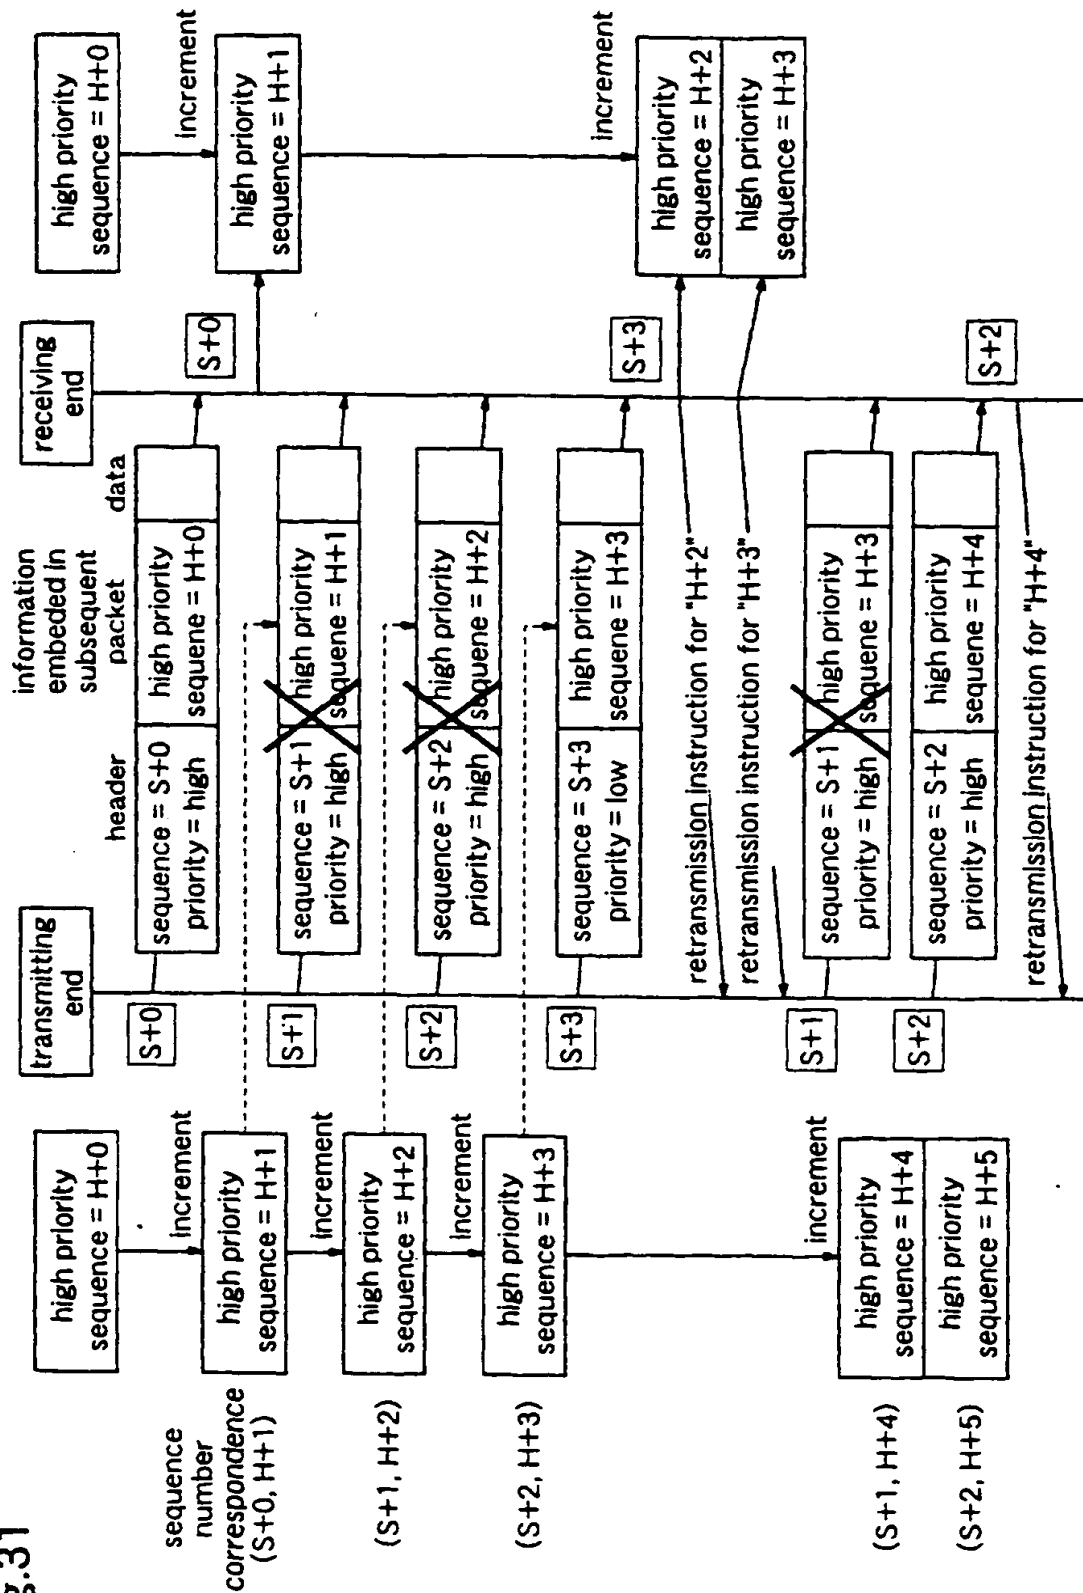 g.31
sequence
number
correspondence
(S+0, H+1)
(S+1, H+2)
(S+2, H+3)
(S+1, H+4)
(S+2, H+5)
high priority
sequence = H+0
increment
high priority
sequence = H+1
increment
high priority
sequence = H+2
increment
high priority
sequence = H+3
increment
high priority
sequence = H+4
high priority
sequence = H+5
transmitting
end
S+0
S+1
S+2
S+3
S+1
S+2
header
information
embeded in
subsequent
packet
data
sequence = S+0
priority = high
high priority
sequene = H+0
sequence = S+1
priority = high
high priority
sequene = H+1
sequence = S+2
priority = high
high priority
sequene = H+2
sequence = S+3
priority = low
high priority
sequene = H+3
retransmission instruction for "H+2"
retransmission instruction for "H+3"
sequence = S+1
priority = high
high priority
sequene = H+3
sequence = S+2
priority = high
high priority
sequene = H+4
retransmission instruction for "H+4"
receiving
end
S+0
S+3
S+2
high priority
sequence = H+0
increment
high priority
sequence = H+1
increment
high priority
sequence = H+2
high priority
sequence = H+3